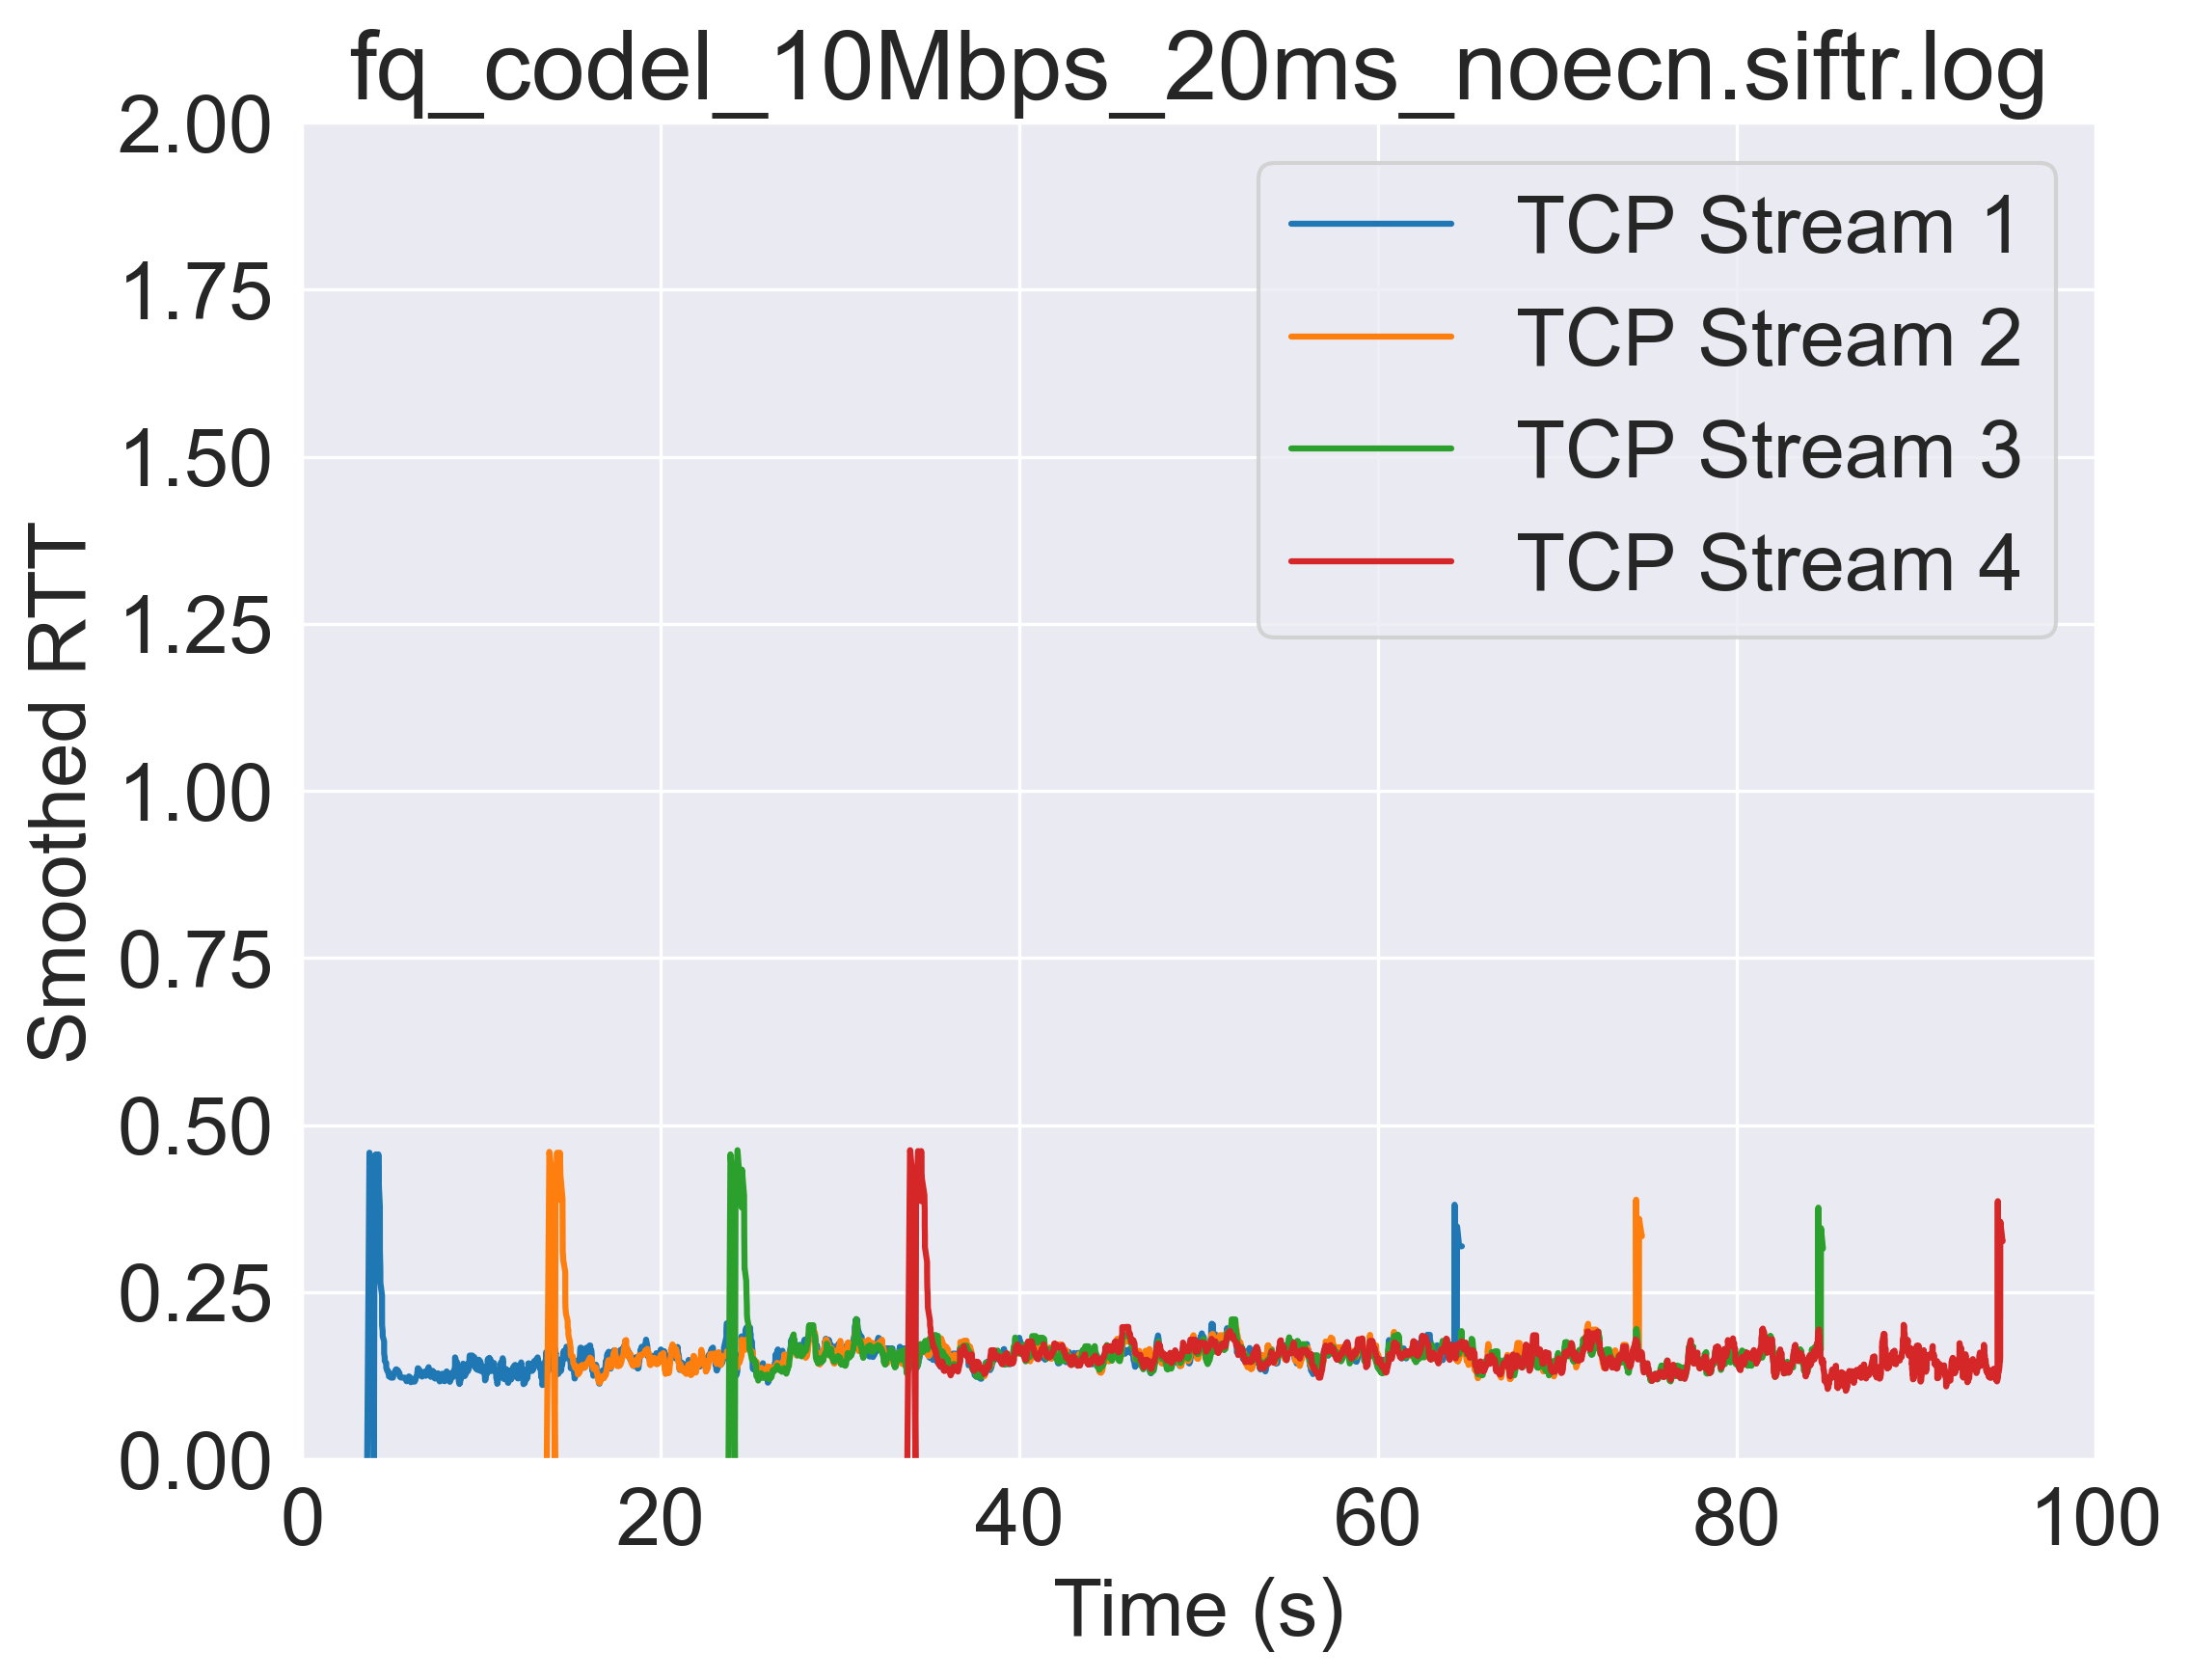 fq_codel_10Mbps_20ms_noecn.siftr.log
2.00
1.75
1.50
1.25
1.00
0.75
0.50
0.25
0.00
Smoothed RTT
TCP Stream 1
TCP Stream 2
TCP Stream 3
TCP Stream 4
0 20 40 60 80 100
Time (s)